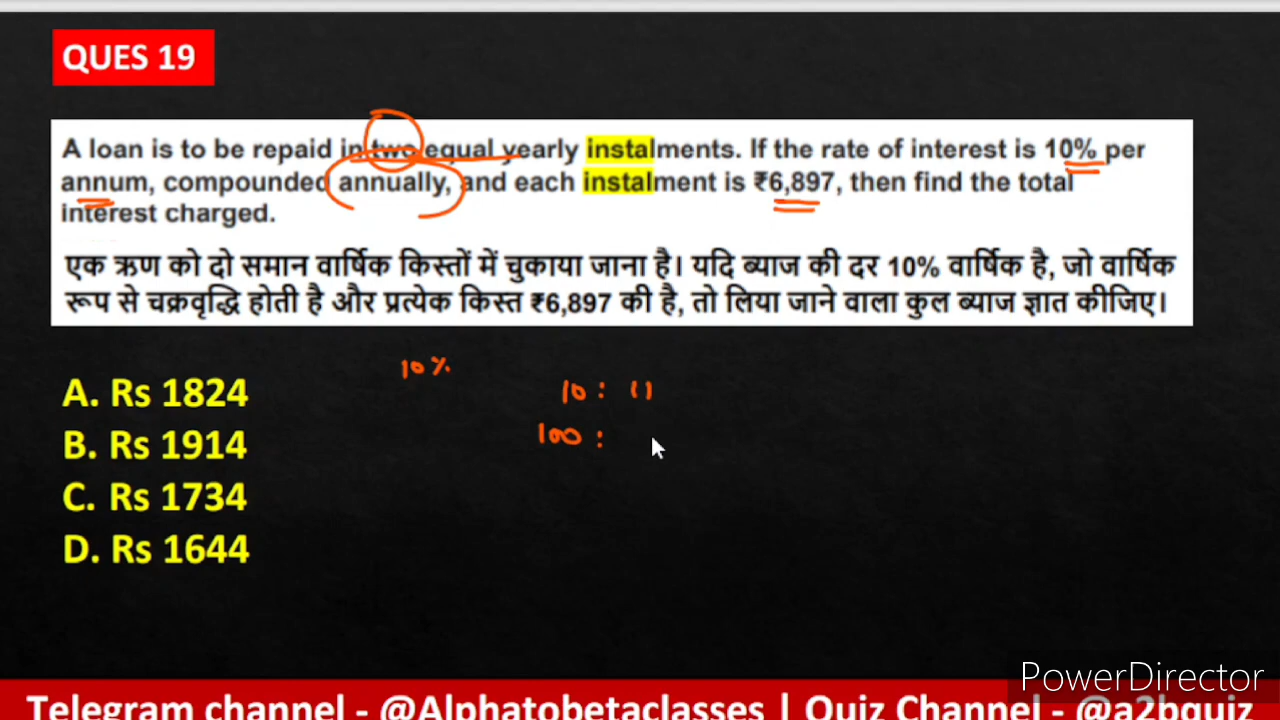 QUES 19
A loan is to be repaid in two equal yearly instalments. If the rate of interest is 10% per
annum, compounded annually, and each instalment is ₹6,897, then find the total
interest charged.
एक ऋण को दो समान वार्षिक किस्तों में चुकाया जाना है। यदि ब्याज की दर 10% वार्षिक है, जो वार्षिक
रूप से चक्रवृद्धि होती है और प्रत्येक किस्त ₹6,897 की है, तो लिया जाने वाला कुल ब्याज ज्ञात कीजिए।
10%
10 : 11
100 :
A. Rs 1824
B. Rs 1914
C. Rs 1734
D. Rs 1644
PowerDirector
Telegram channel - @Alphatobetaclasses | Quiz Channel - @a2bquiz